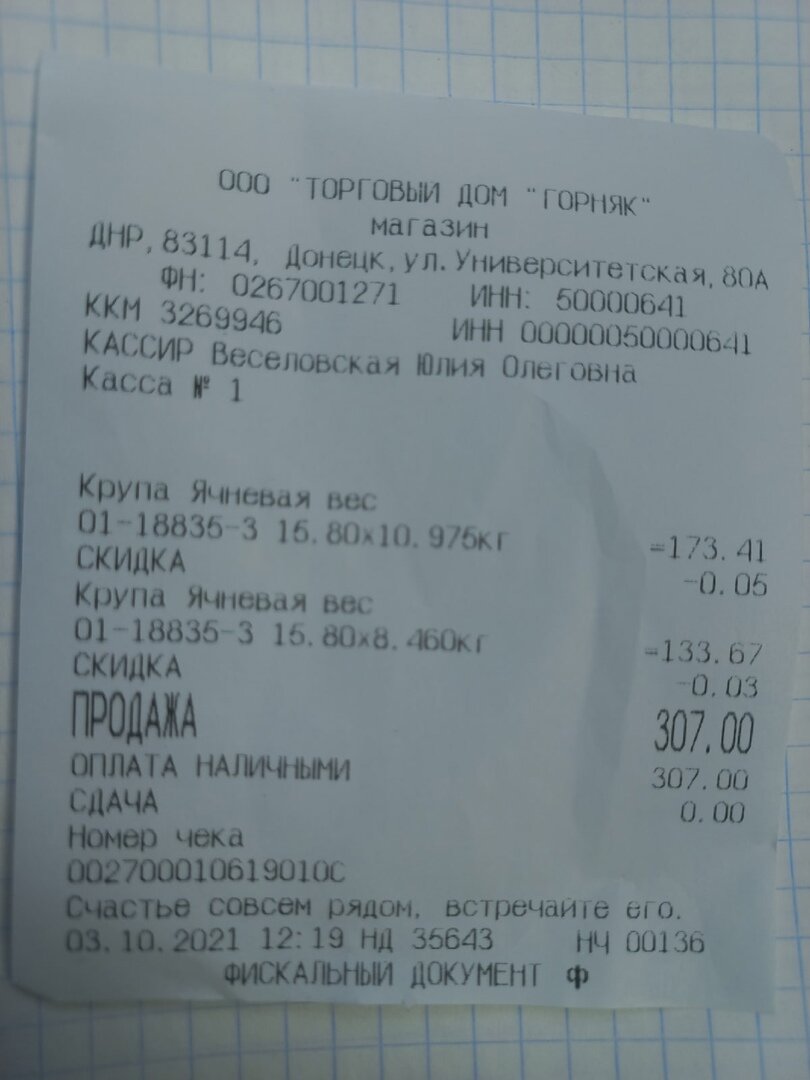 ООО "ТОРГОВЫЙ ДОМ "ГОРНЯК"
магазин
ДНР, 83114, Донецк, ул. Университетская, 80А
ФН: 0267001271 ИНН: 50000641
ККМ 3269946 ИНН 00000050000641
КАССИР Веселовская Юлия Олеговна
Касса № 1
Крупа Ячневая вес
01-18835-3 15.80х10.975кг =173.41
СКИДКА -0.05
Крупа Ячневая вес
01-18835-3 15.80х8.460кг =133.67
СКИДКА -0.03
ПРОДАЖА 307.00
ОПЛАТА НАЛИЧНЫМИ 307.00
СДАЧА 0.00
Номер чека
002700010619010С
Счастье совсем рядом, встречайте его.
03.10.2021 12:19 НД 35643 НЧ 00136
ФИСКАЛЬНЫЙ ДОКУМЕНТ Ф